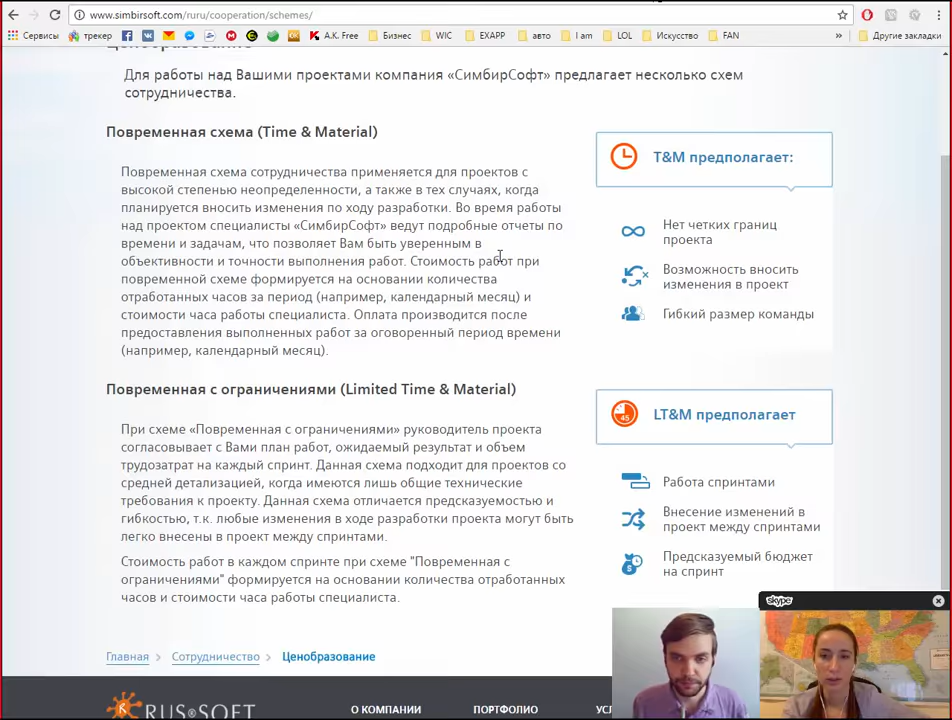 www.simbirsoft.com/ruru/cooperation/schemes/
Сервисы трекер Facebook ВКонтакте A.K. Free Бизнес WIC EXAPP авто I am LOL Искусство FAN » Другие закладки
Ценообразование
Для работы над Вашими проектами компания «СимбирСофт» предлагает несколько схем
сотрудничества.
Повременная схема (Time & Material)
Повременная схема сотрудничества применяется для проектов с
высокой степенью неопределенности, а также в тех случаях, когда
планируется вносить изменения по ходу разработки. Во время работы
над проектом специалисты «СимбирСофт» ведут подробные отчеты по
времени и задачам, что позволяет Вам быть уверенным в
объективности и точности выполнения работ. Стоимость работ при
повременной схеме формируется на основании количества
отработанных часов за период (например, календарный месяц) и
стоимости часа работы специалиста. Оплата производится после
предоставления выполненных работ за оговоренный период времени
(например, календарный месяц).
T&M предполагает:
Нет четких границ
проекта
Возможность вносить
изменения в проект
Гибкий размер команды
Повременная с ограничениями (Limited Time & Material)
При схеме «Повременная с ограничениями» руководитель проекта
согласовывает с Вами план работ, ожидаемый результат и объем
трудозатрат на каждый спринт. Данная схема подходит для проектов со
средней детализацией, когда имеются лишь общие технические
требования к проекту. Данная схема отличается предсказуемостью и
гибкостью, т.к. любые изменения в ходе разработки проекта могут быть
легко внесены в проект между спринтами.
Стоимость работ в каждом спринте при схеме "Повременная с
ограничениями" формируется на основании количества отработанных
часов и стоимости часа работы специалиста.
45
LT&M предполагает
Работа спринтами
Внесение изменений в
проект между спринтами
Предсказуемый бюджет
на спринт
skype
Главная Сотрудничество Ценообразование
RUS SOFT
О КОМПАНИИ ПОРТФОЛИО УСЛ